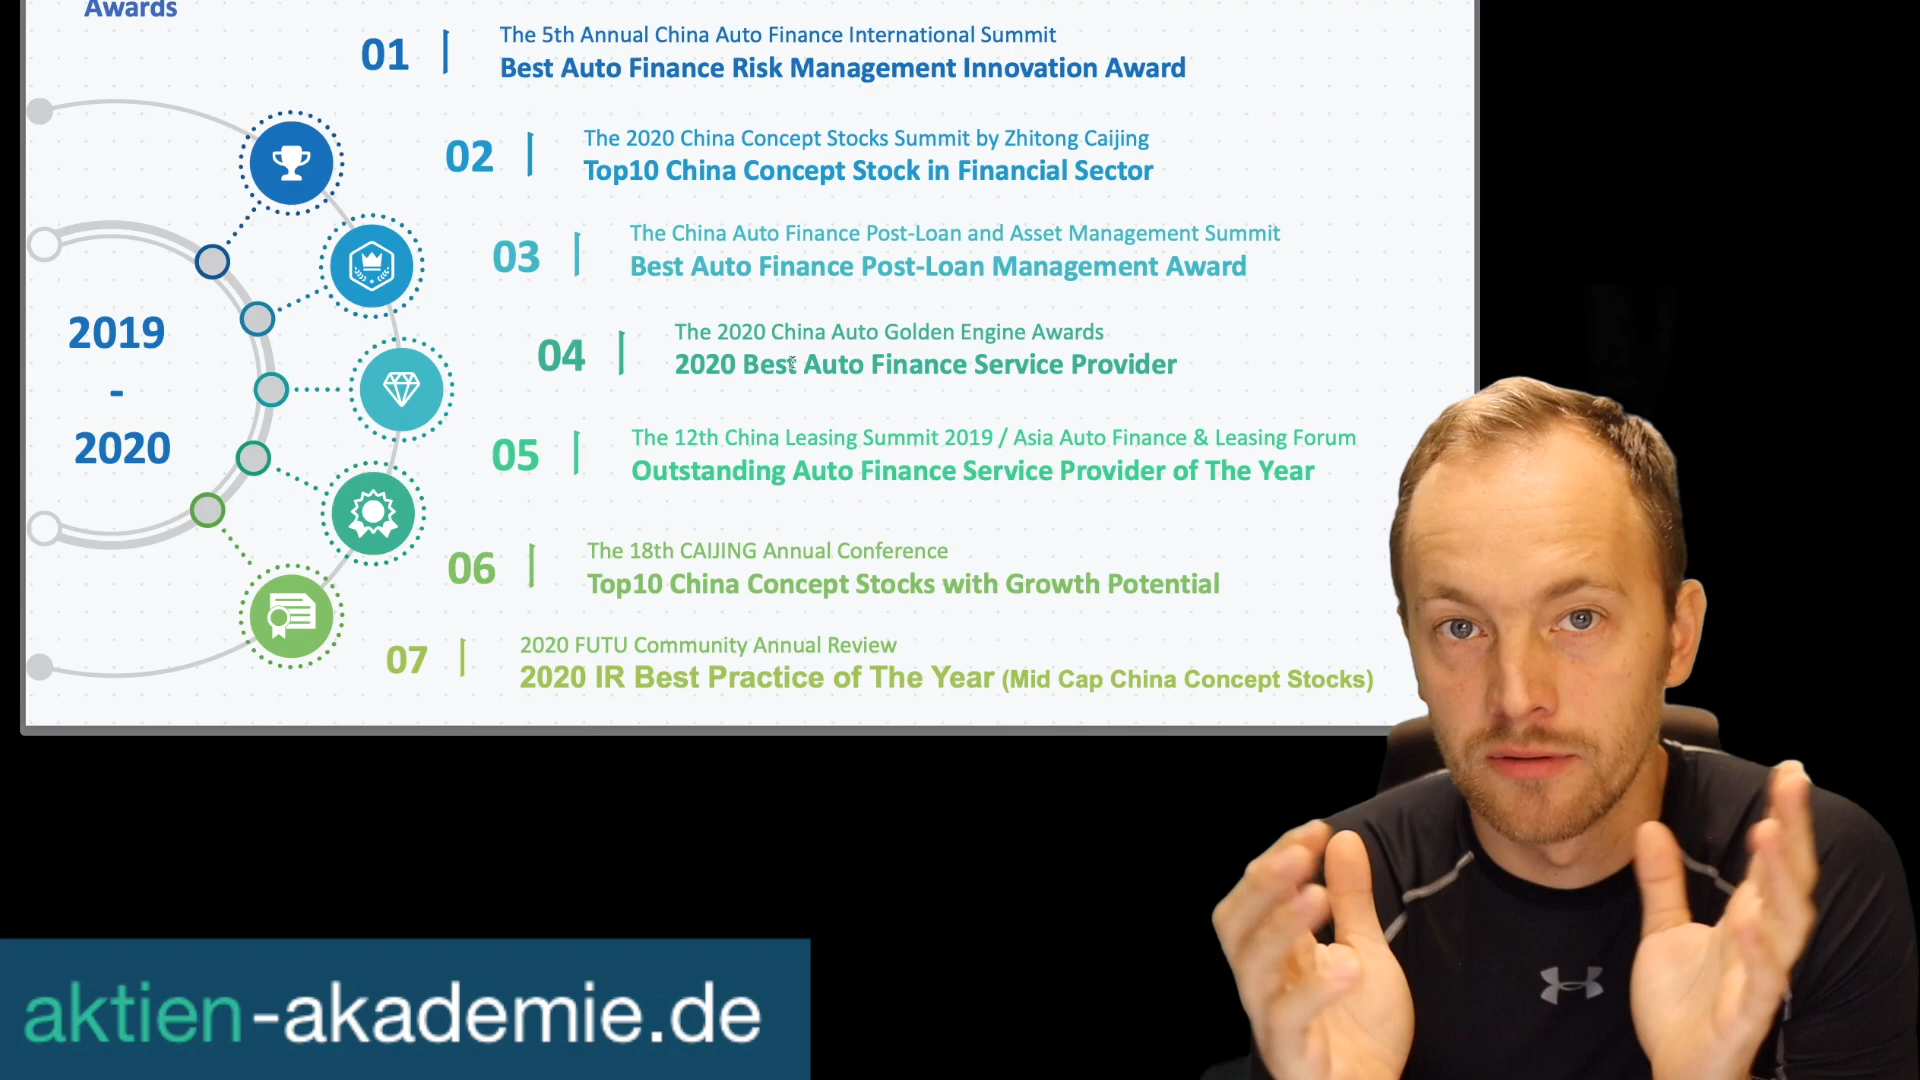 Awards
01
The 5th Annual China Auto Finance International Summit
Best Auto Finance Risk Management Innovation Award
02
The 2020 China Concept Stocks Summit by Zhitong Caijing
Top10 China Concept Stock in Financial Sector
03
The China Auto Finance Post-Loan and Asset Management Summit
Best Auto Finance Post-Loan Management Award
2019
-
2020
04
The 2020 China Auto Golden Engine Awards
2020 Best Auto Finance Service Provider
05
The 12th China Leasing Summit 2019 / Asia Auto Finance & Leasing Forum
Outstanding Auto Finance Service Provider of The Year
06
The 18th CAIJING Annual Conference
Top10 China Concept Stocks with Growth Potential
07
2020 FUTU Community Annual Review
2020 IR Best Practice of The Year (Mid Cap China Concept Stocks)
aktien-akademie.de